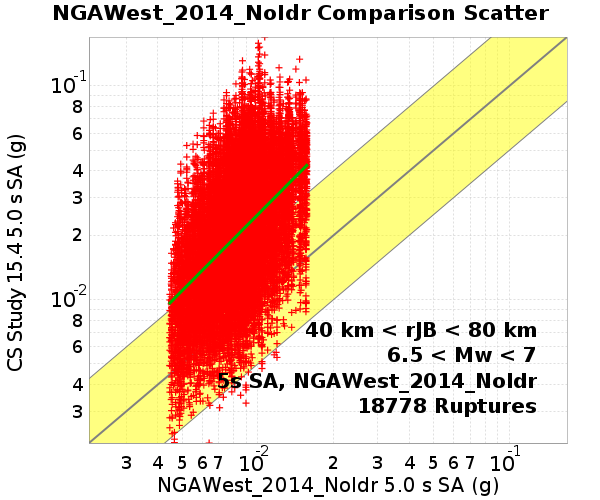 NGAWest_2014_NoIdr Comparison Scatter
CS Study 15.4 5.0 s SA (g)
10-1
8
6
4
3
2
10-2
8
6
4
3
40 km < rJB < 80 km
6.5 < Mw < 7
5s SA, NGAWest_2014_NoIdr
18778 Ruptures
3 4 5 6 7 10-2 2 3 4 5 6 7 10-1
NGAWest_2014_NoIdr 5.0 s SA (g)